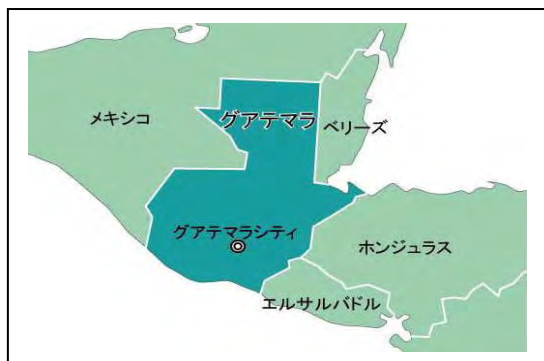 メキシコ
グアテマラ
ベリーズ
グアテマラシティ
ホンジュラス
エルサルバドル